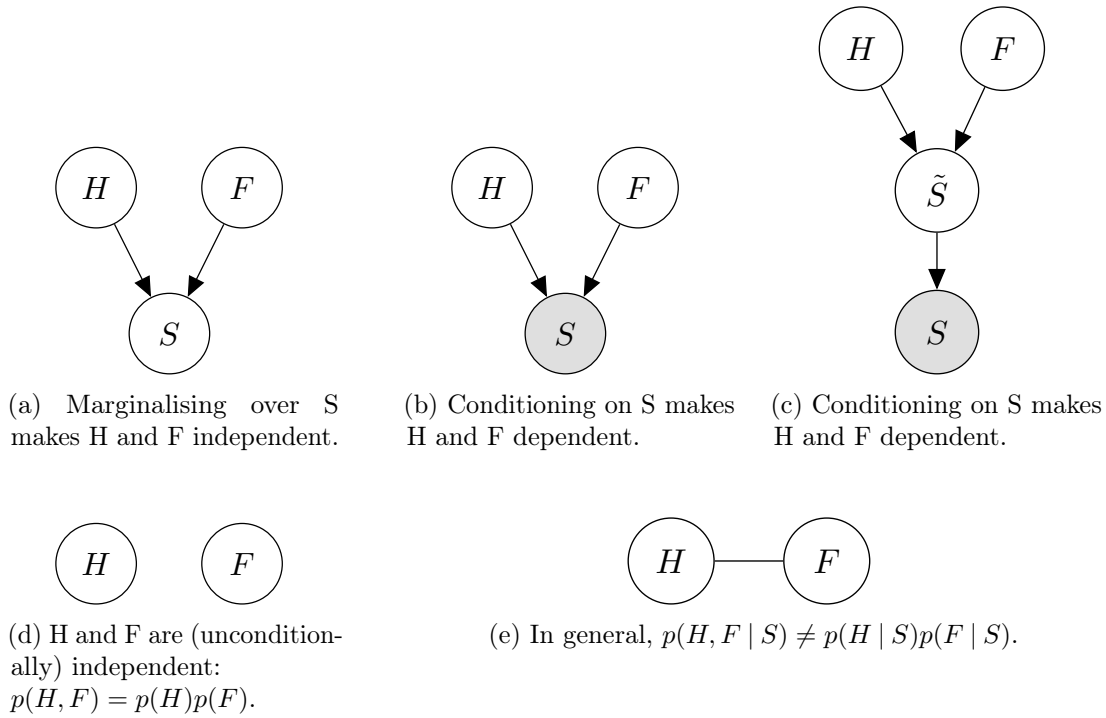 H F
H F
H F
S̃
S
S
S
(a) Marginalising over S
makes H and F independent.
(b) Conditioning on S makes
H and F dependent.
(c) Conditioning on S makes
H and F dependent.
H F
H F
(d) H and F are (uncondition-
ally) independent:
p(H, F) = p(H)p(F).
(e) In general, p(H, F | S) ≠ p(H | S)p(F | S).